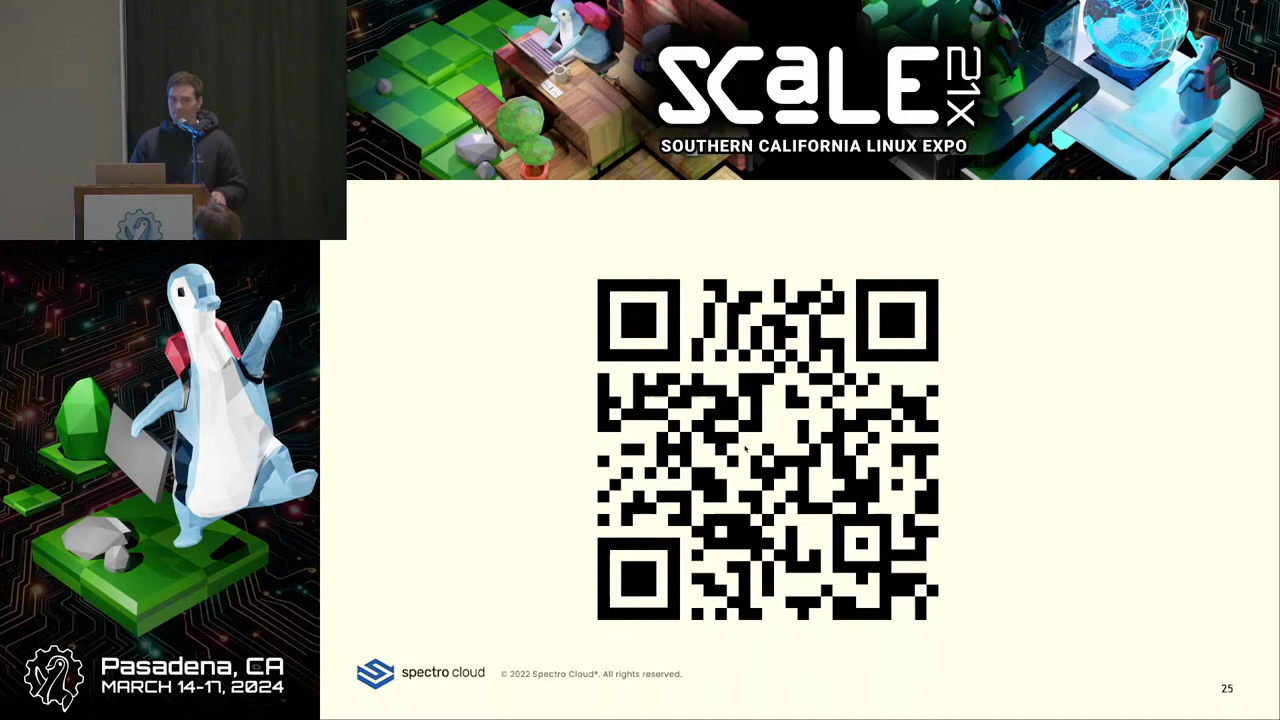 SCALE 21X
SOUTHERN CALIFORNIA LINUX EXPO
spectro cloud
© 2022 Spectro Cloud®. All rights reserved.
25
Pasadena, CA
MARCH 14-17, 2024